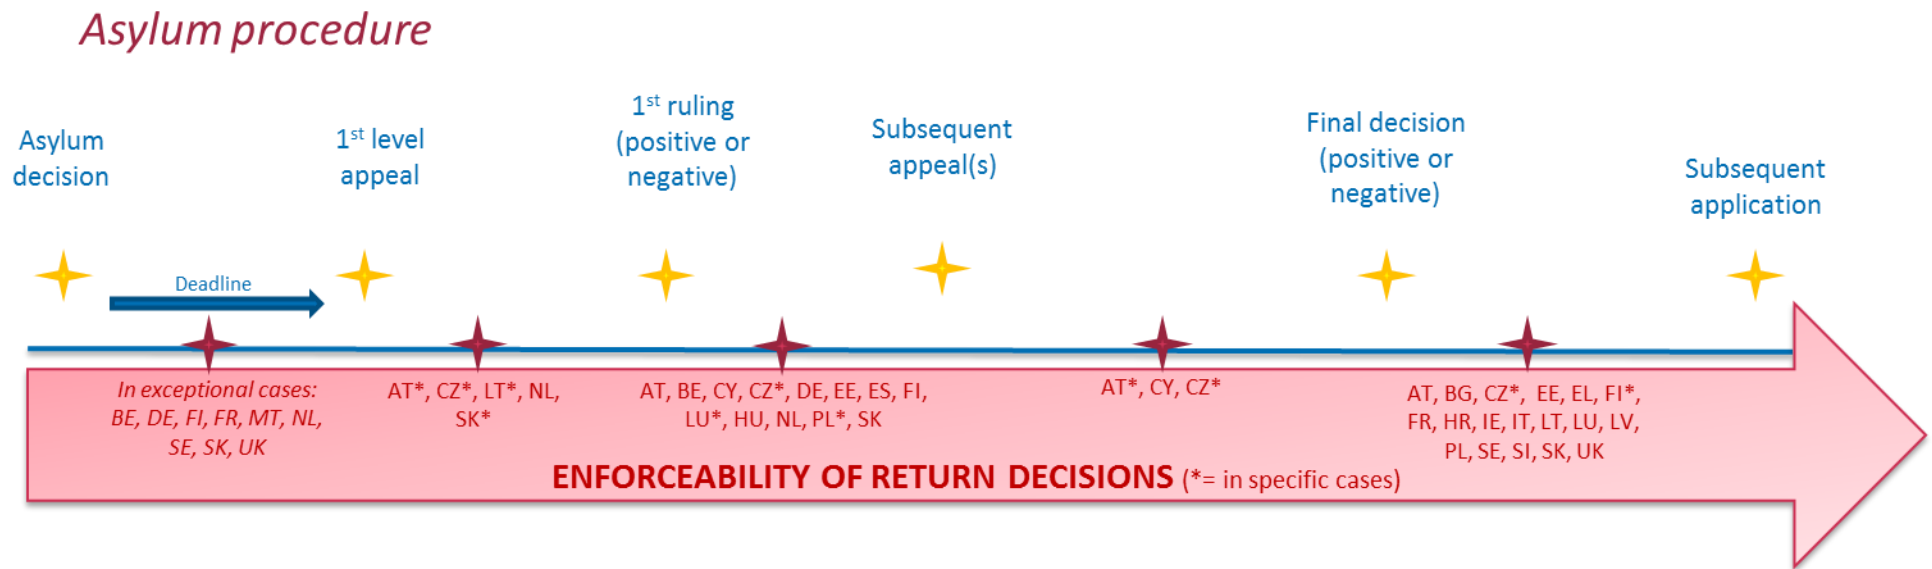 Asylum procedure
Asylum
decision
1st level
appeal
1st ruling
(positive or
negative)
Subsequent
appeal(s)
Final decision
(positive or
negative)
Subsequent
application
Deadline
In exceptional cases:
BE, DE, FI, FR, MT, NL,
SE, SK, UK
AT*, CZ*, LT*, NL,
SK*
AT, BE, CY, CZ*, DE, EE, ES, FI,
LU*, HU, NL, PL*, SK
AT*, CY, CZ*
AT, BG, CZ*, EE, EL, FI*,
FR, HR, IE, IT, LT, LU, LV,
PL, SE, SI, SK, UK
ENFORCEABILITY OF RETURN DECISIONS (*= in specific cases)